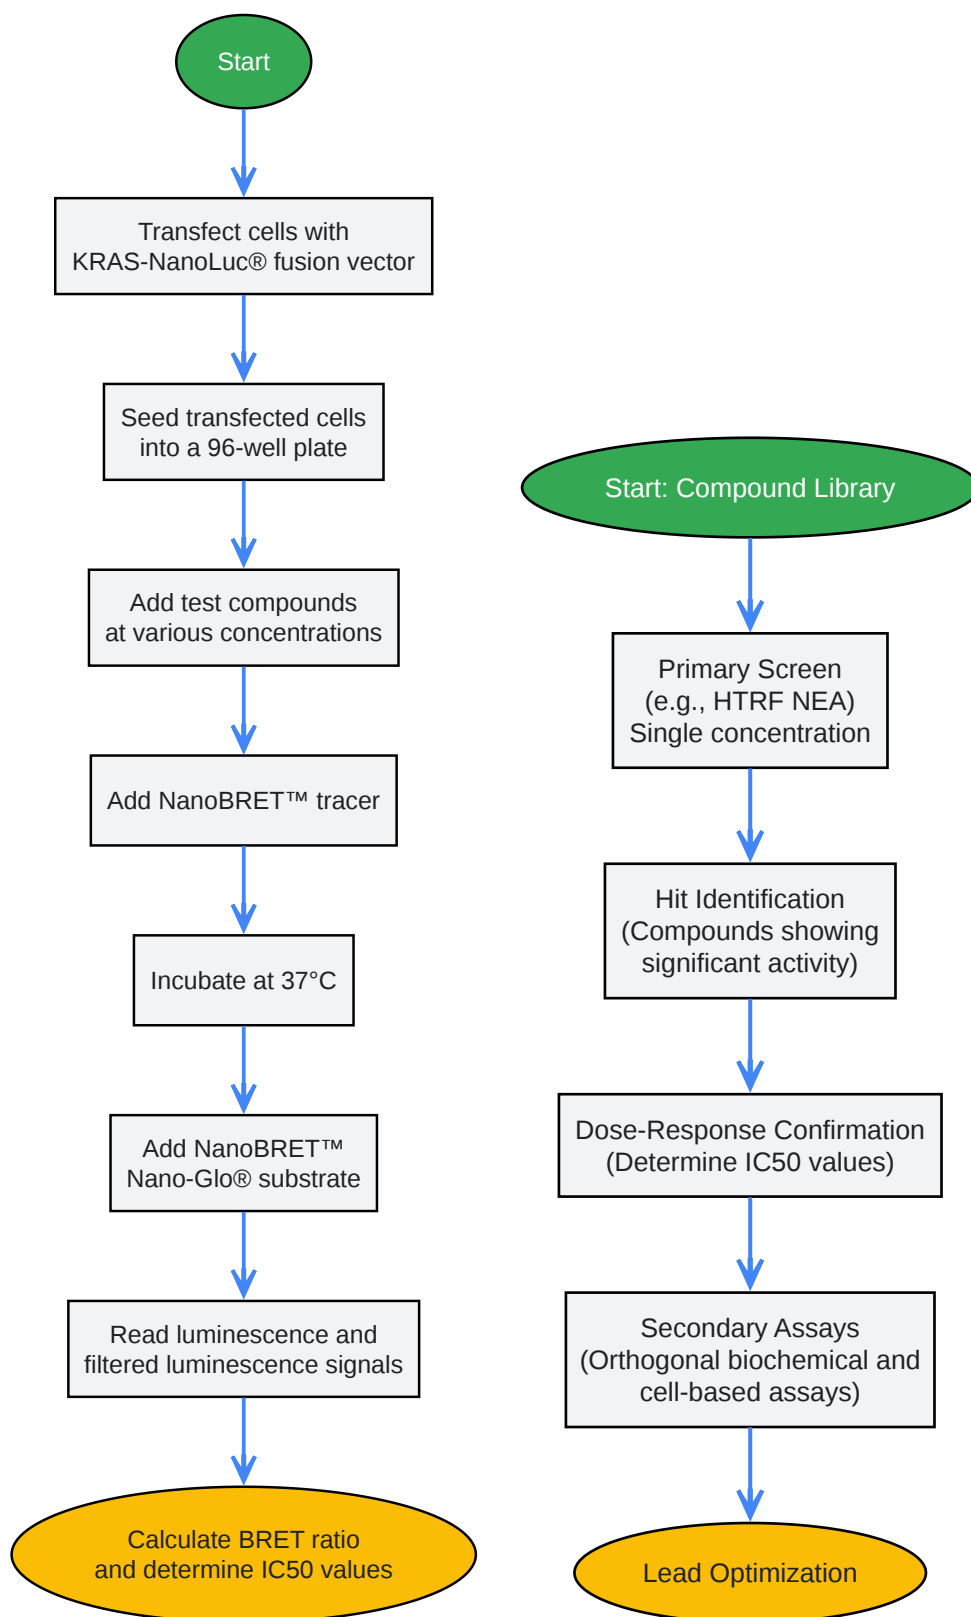 Start
Transfect cells with
KRAS-NanoLuc® fusion vector
Seed transfected cells
into a 96-well plate
Add test compounds
at various concentrations
Add NanoBRET™ tracer
Incubate at 37°C
Add NanoBRET™
Nano-Glo® substrate
Read luminescence and
filtered luminescence signals
Calculate BRET ratio
and determine IC50 values
Start: Compound Library
Primary Screen
(e.g., HTRF NEA)
Single concentration
Hit Identification
(Compounds showing
significant activity)
Dose-Response Confirmation
(Determine IC50 values)
Secondary Assays
(Orthogonal biochemical and
cell-based assays)
Lead Optimization